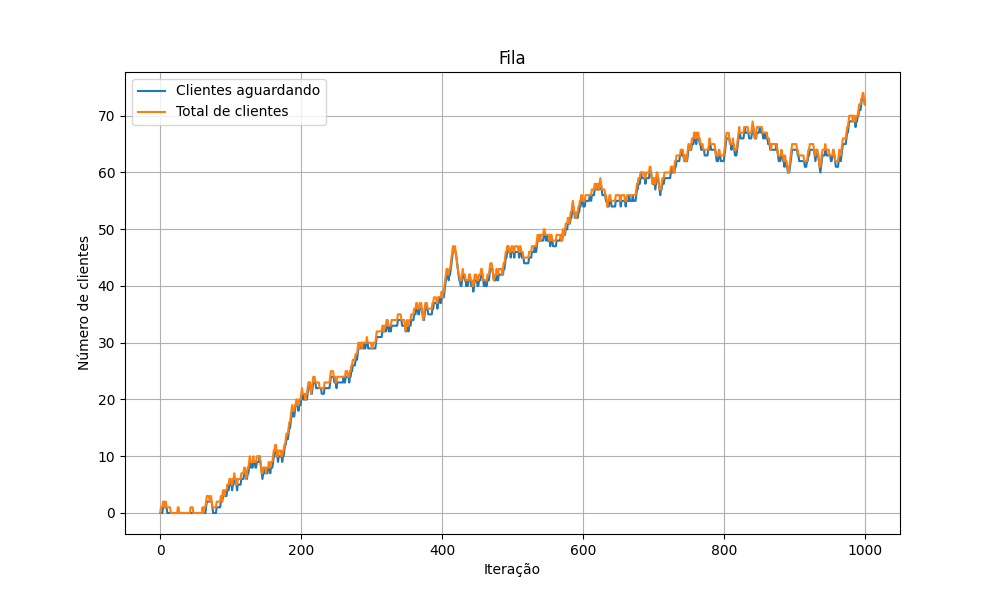 Fila
Clientes aguardando
Total de clientes
Número de clientes
70
60
50
40
30
20
10
0
0 200 400 600 800 1000
Iteração